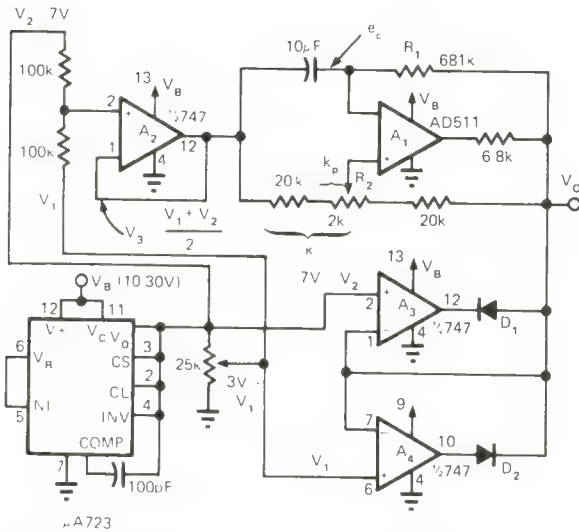 V2 7V
100k
100k
V1
2
+
1
13
VB
½747
A2
12
4
V3
V1 + V2
2
10µF
ec
R1
681K
VB
AD511
A1
+
kp
R2
6 8k
20k
2k
20k
K
VO
VB (10 30V)
12
11
V+
VC
VO
6
VR
CS
3
CL
2
5
NI
INV
4
COMP
7
100pF
µA723
25k
3V
V1
7V
V2
13
VB
+
2
A3
12
D1
1
−
4
½747
9
7
−
A4
10
D2
V1
+
6
4
½747